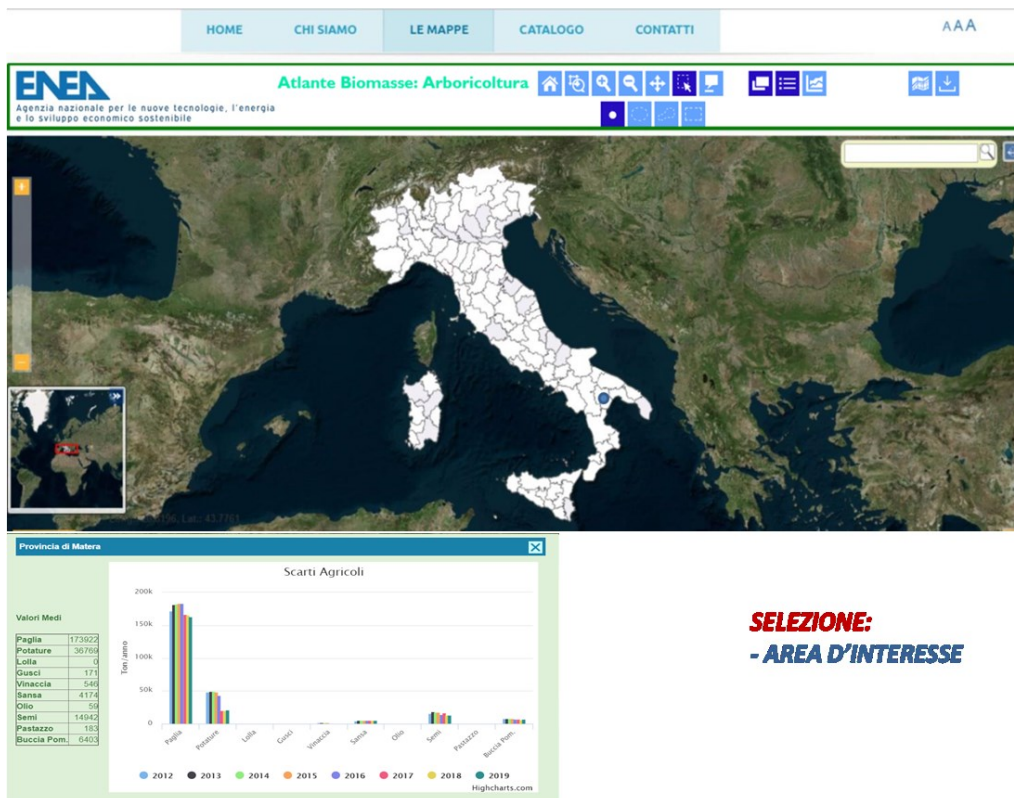 HOME CHI SIAMO LE MAPPE CATALOGO CONTATTI AAA
ENEA
Agenzia nazionale per le nuove tecnologie, l'energia
e lo sviluppo economico sostenibile
Atlante Biomasse: Arboricoltura
Lat.: 43.7761
Provincia di Matera
Scarti Agricoli
Valori Medi
Paglia 173922
Potature 36769
Lolla 0
Gusci 171
Vinaccia 546
Sansa 4174
Olio 59
Semi 14942
Pastazzo 183
Buccia Pom. 6403
Ton./anno
200k
150k
100k
50k
0
Paglia Potature Lolla Gusci Vinaccia Sansa Olio Semi Pastazzo Buccia Pom.
2012 2013 2014 2015 2016 2017 2018 2019
Highcharts.com
SELEZIONE:
- AREA D'INTERESSE